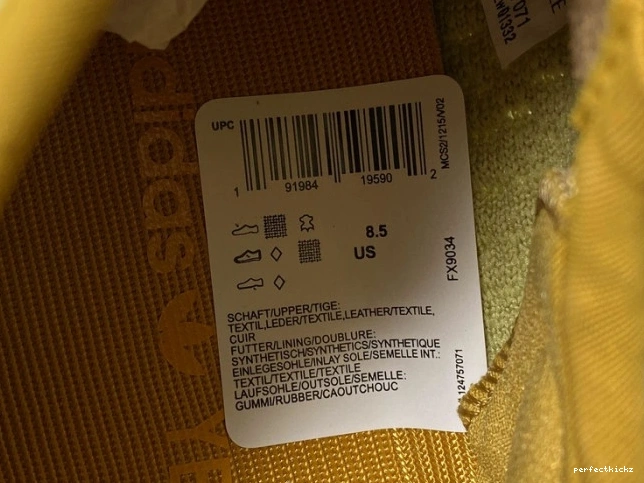 UPC
1 91984 19590 2
MCS2/1215/V02
8.5
US
FX9034
SCHAFT/UPPER/TIGE:
TEXTIL,LEDER/TEXTILE,LEATHER/TEXTILE,
CUIR
FUTTER/LINING/DOUBLURE:
SYNTHETISCH/SYNTHETICS/SYNTHETIQUE
EINLEGESOHLE/INLAY SOLE/SEMELLE INT.:
TEXTIL/TEXTILE/TEXTILE
LAUFSOHLE/OUTSOLE/SEMELLE:
GUMMI/RUBBER/CAOUTCHOUC
124757071
adidas
071
perfectkickz